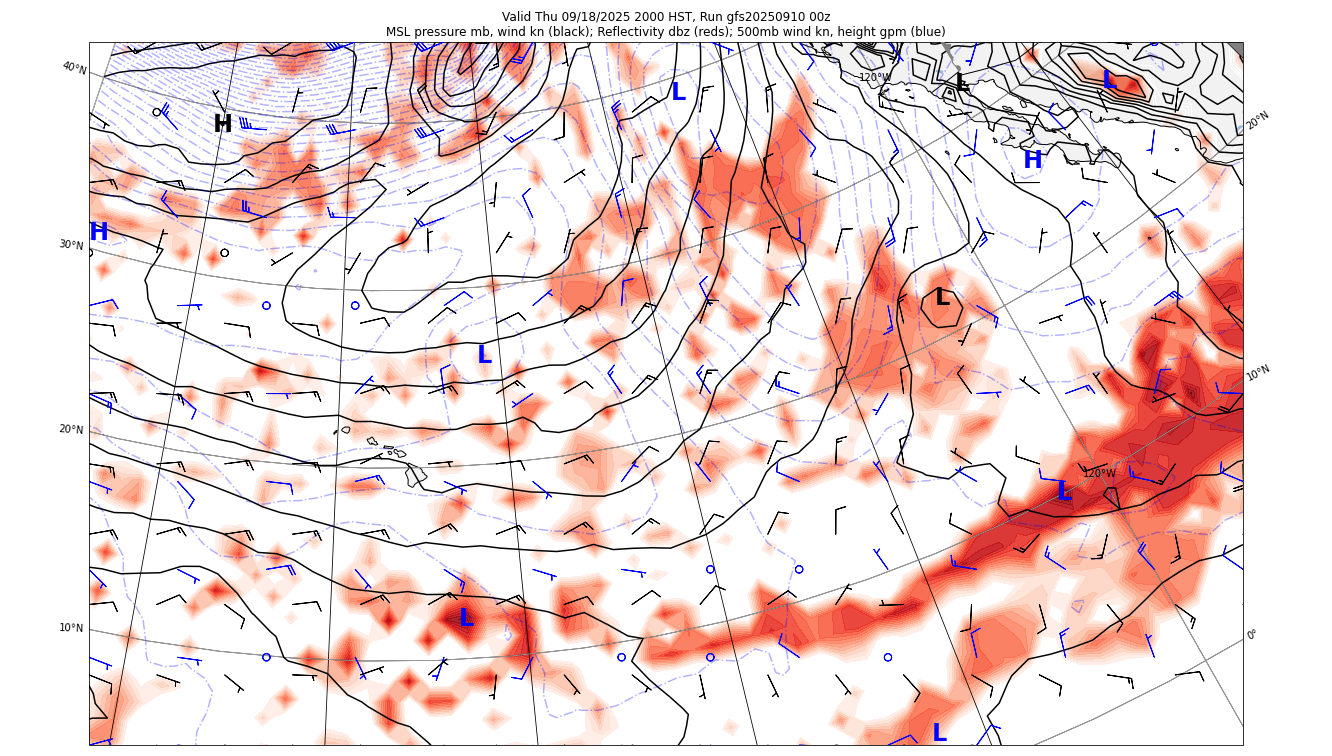 Valid Thu 09/18/2025 2000 HST, Run gfs20250910 00z
MSL pressure mb, wind kn (black); Reflectivity dbz (reds); 500mb wind kn, height gpm (blue)
40°N
120°W
L
L
L
20°N
H
H
H
30°N
L
L
10°N
20°N
120°W
L
L
10°N
0°
L